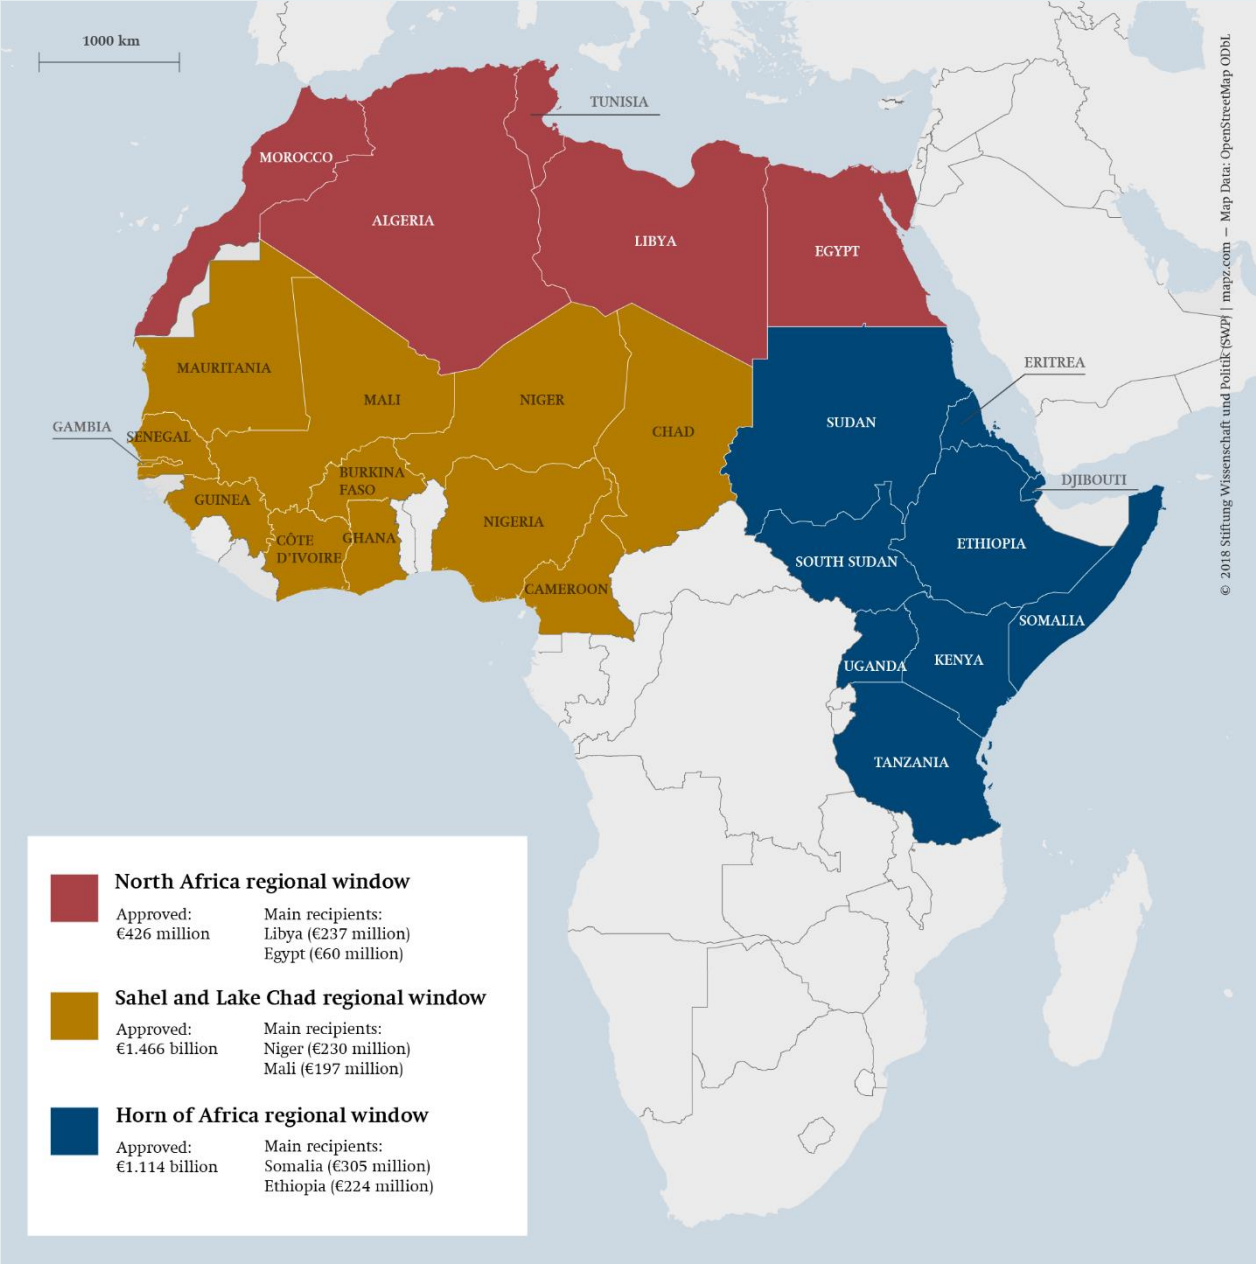 1000 km
TUNISIA
MOROCCO
ALGERIA
LIBYA
EGYPT
ERITREA
MAURITANIA
MALI
NIGER
CHAD
SUDAN
GAMBIA
SENEGAL
BURKINA
FASO
DJIBOUTI
GUINEA
NIGERIA
CÔTE
D'IVOIRE
GHANA
ETHIOPIA
SOUTH SUDAN
CAMEROON
SOMALIA
UGANDA
KENYA
TANZANIA
North Africa regional window
Approved:
€426 million
Main recipients:
Libya (€237 million)
Egypt (€60 million)
Sahel and Lake Chad regional window
Approved:
€1.466 billion
Main recipients:
Niger (€230 million)
Mali (€197 million)
Horn of Africa regional window
Approved:
€1.114 billion
Main recipients:
Somalia (€305 million)
Ethiopia (€224 million)
© 2018 Stiftung Wissenschaft und Politik (SWP) | mapz.com — Map Data: OpenStreetMap ODbL